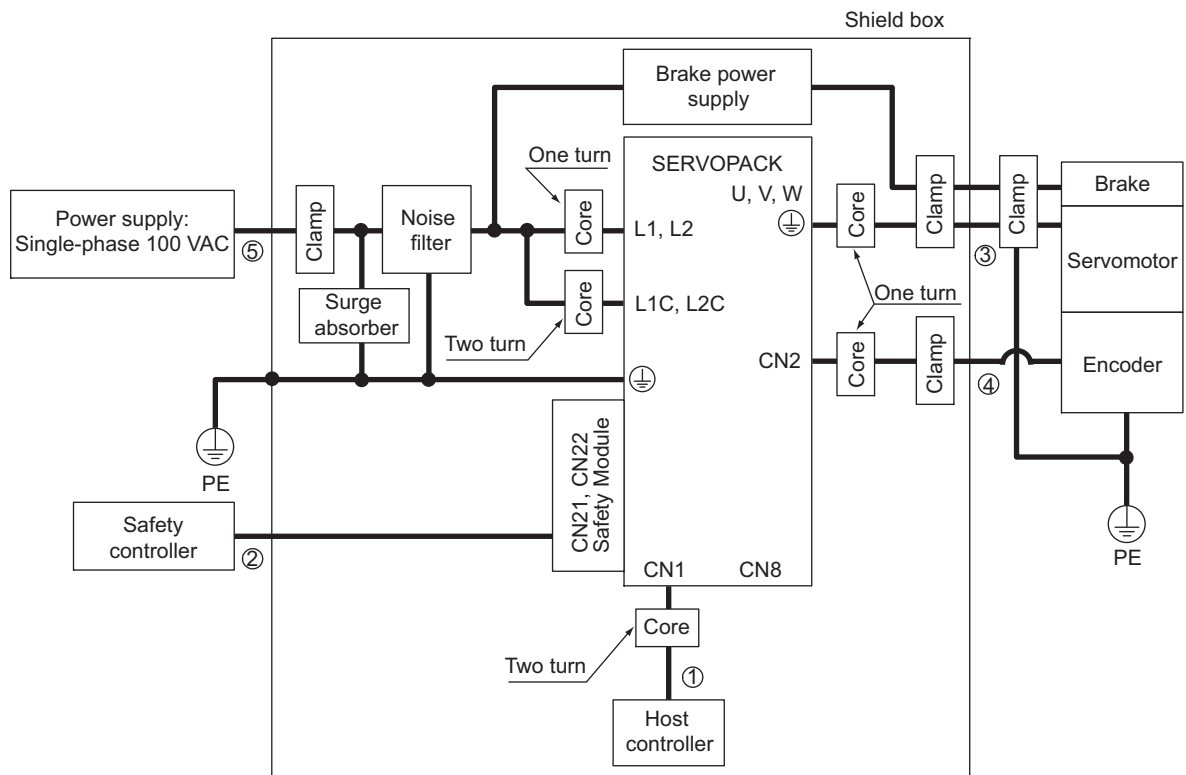 Shield box
Brake power
supply
One turn
SERVOPACK
U, V, W
Power supply:
Single-phase 100 VAC
⑤
Clamp
Noise
filter
Core
L1, L2
Core
Clamp
Clamp
Brake
③
Servomotor
Surge
absorber
Core
L1C, L2C
One turn
Two turn
CN2
Core
Clamp
④
Encoder
PE
CN21, CN22
Safety Module
Safety
controller
②
PE
CN1
CN8
Core
Two turn
①
Host
controller